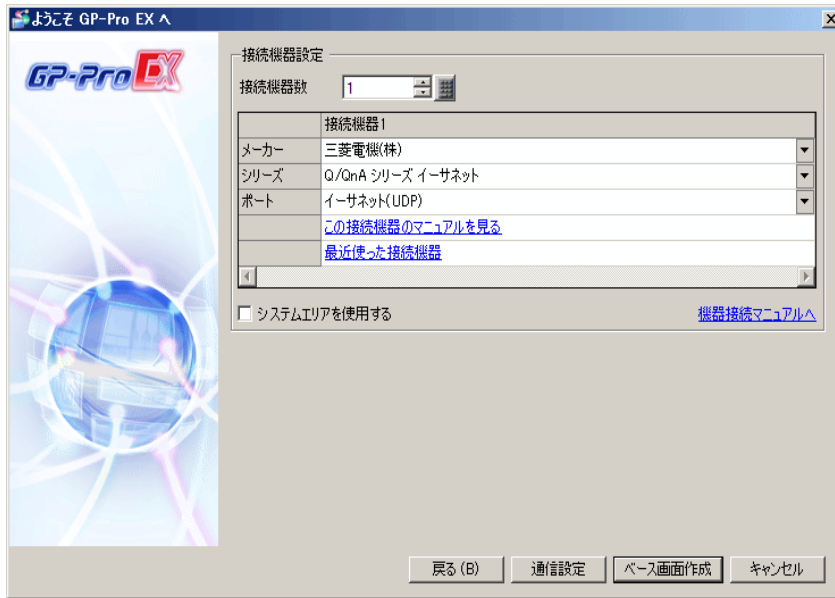 ようこそ GP-Pro EX へ
GP-Pro EX
接続機器設定
接続機器数 1
接続機器1
メーカー 三菱電機(株)
シリーズ Q/QnA シリーズ イーサネット
ポート イーサネット(UDP)
この接続機器のマニュアルを見る
最近使った接続機器
システムエリアを使用する 機器接続マニュアルへ
戻る(B) 通信設定 ベース画面作成 キャンセル